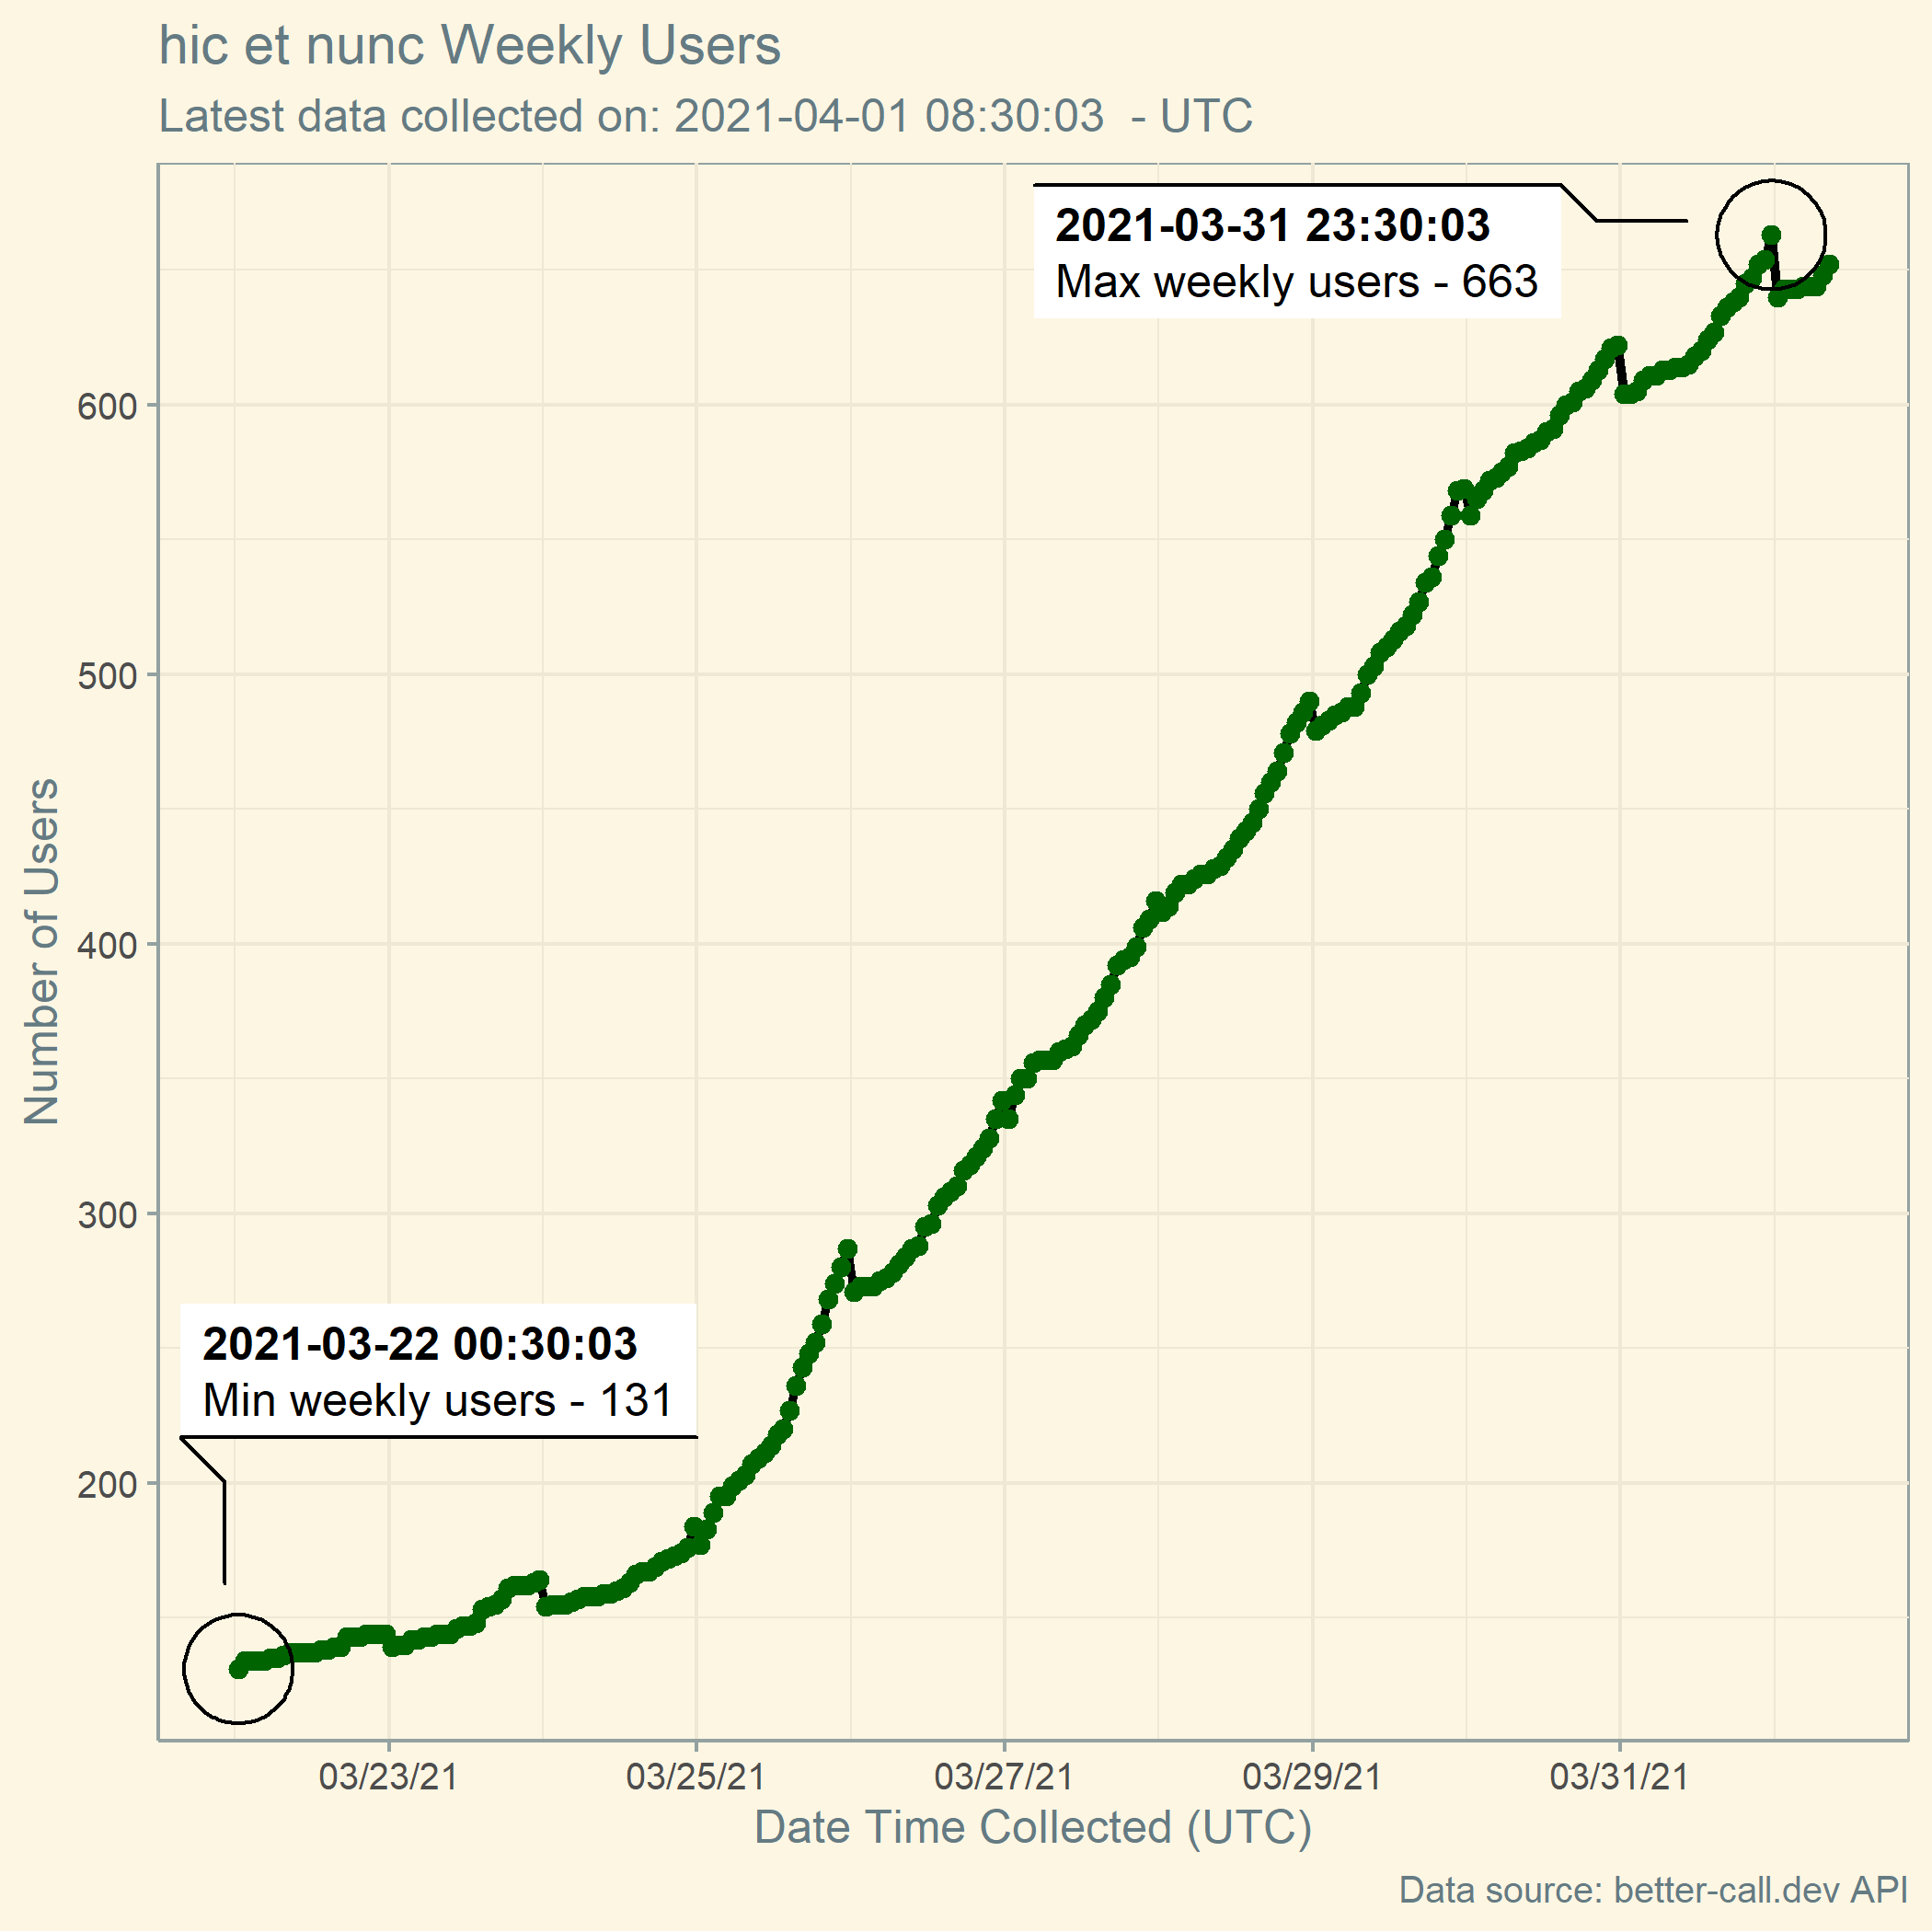 hic et nunc Weekly Users
Latest data collected on: 2021-04-01 08:30:03  - UTC
2021-03-31 23:30:03
Max weekly users - 663
600
500
400
300
200
Number of Users
2021-03-22 00:30:03
Min weekly users - 131
03/23/21 03/25/21 03/27/21 03/29/21 03/31/21
Date Time Collected (UTC)
Data source: better-call.dev API